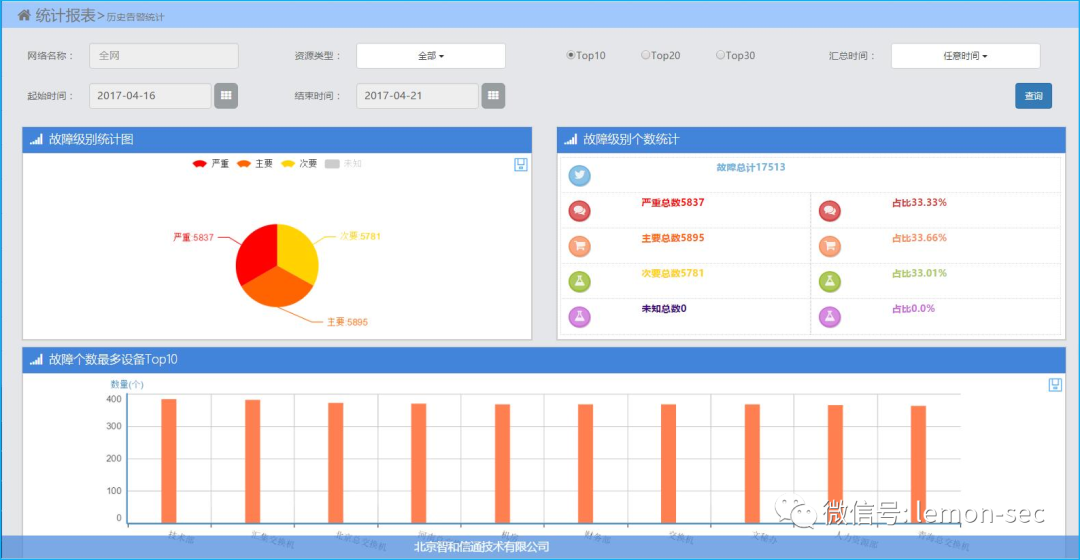 统计报表>历史告警统计
网络名称： 全网 资源类型： 全部 Top10 Top20 Top30 汇总时间： 任意时间
起始时间： 2017-04-16 结束时间： 2017-04-21 查询
故障级别统计图
严重 主要 次要 未知
严重:5837
次要:5781
主要:5895
故障级别个数统计
故障总计17513
严重总数5837 占比33.33%
主要总数5895 占比33.66%
次要总数5781 占比33.01%
未知总数0 占比0.0%
故障个数最多设备Top10
数量(个)
400
300
200
100
0
技术部 汇集交换机 财务部 交换机
微信号: lemon-sec
北京智和信通技术有限公司